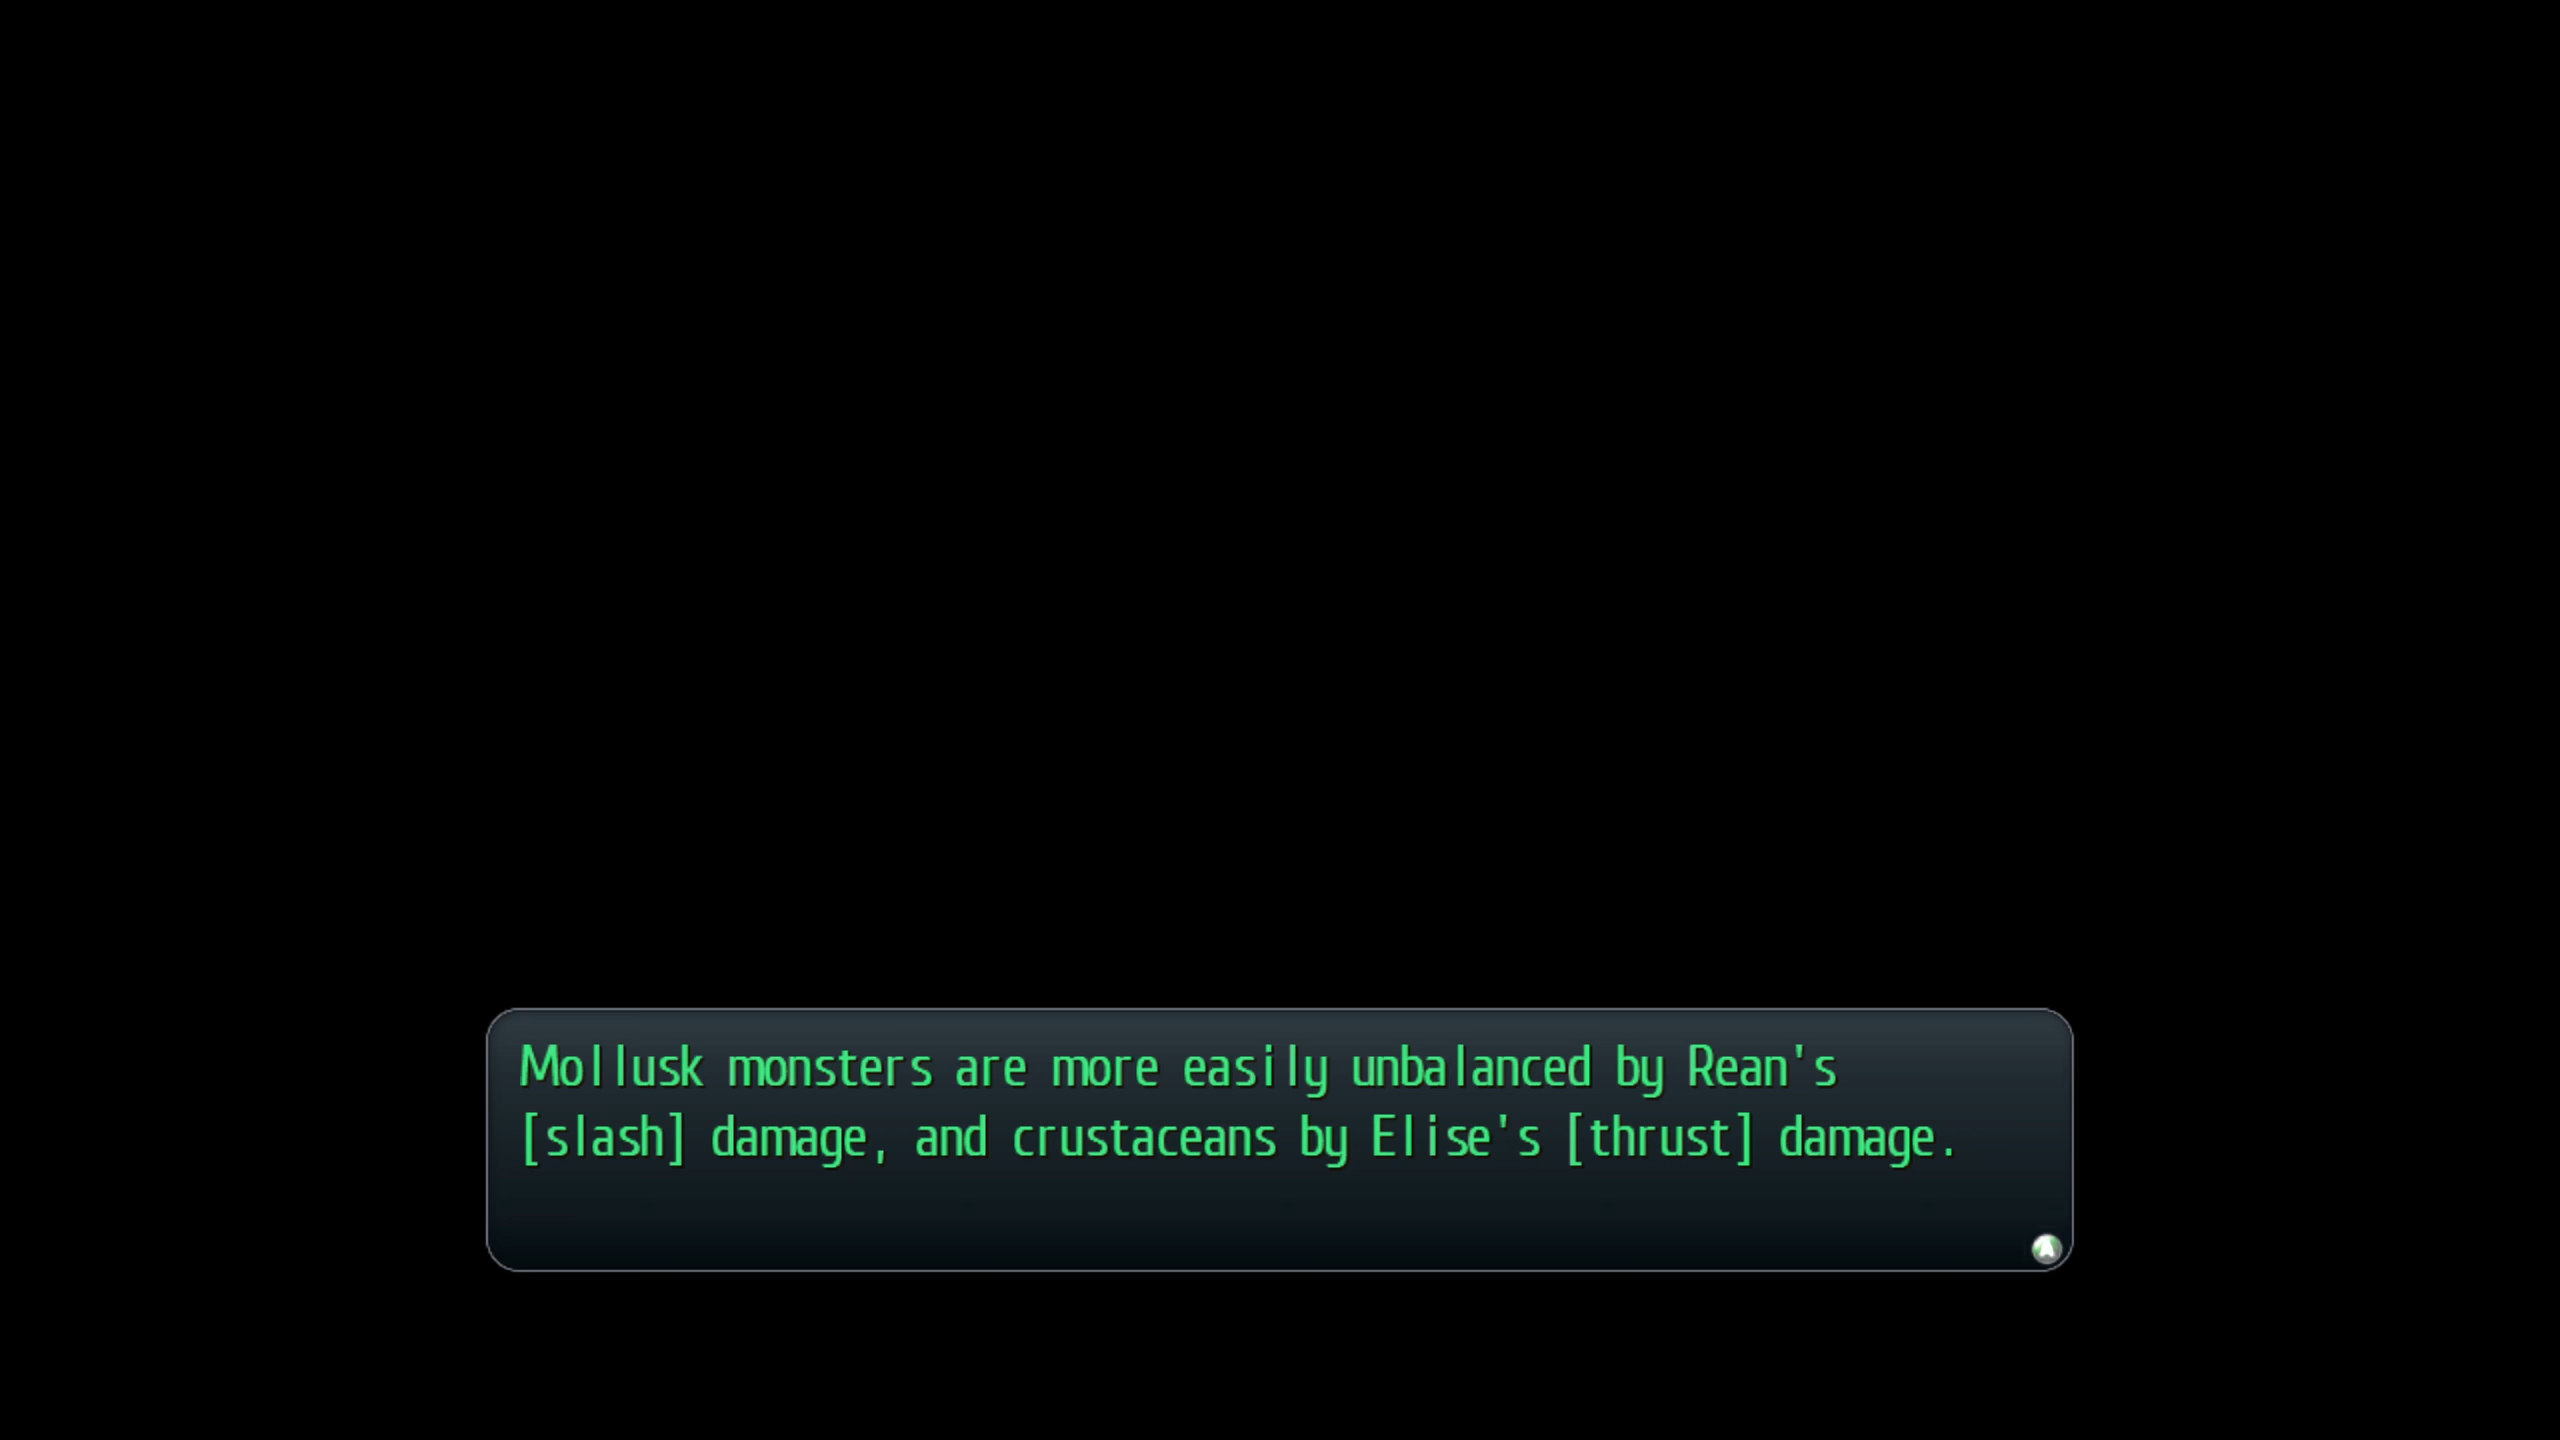 Mollusk monsters are more easily unbalanced by Rean's
[slash] damage, and crustaceans by Elise's [thrust] damage.
A